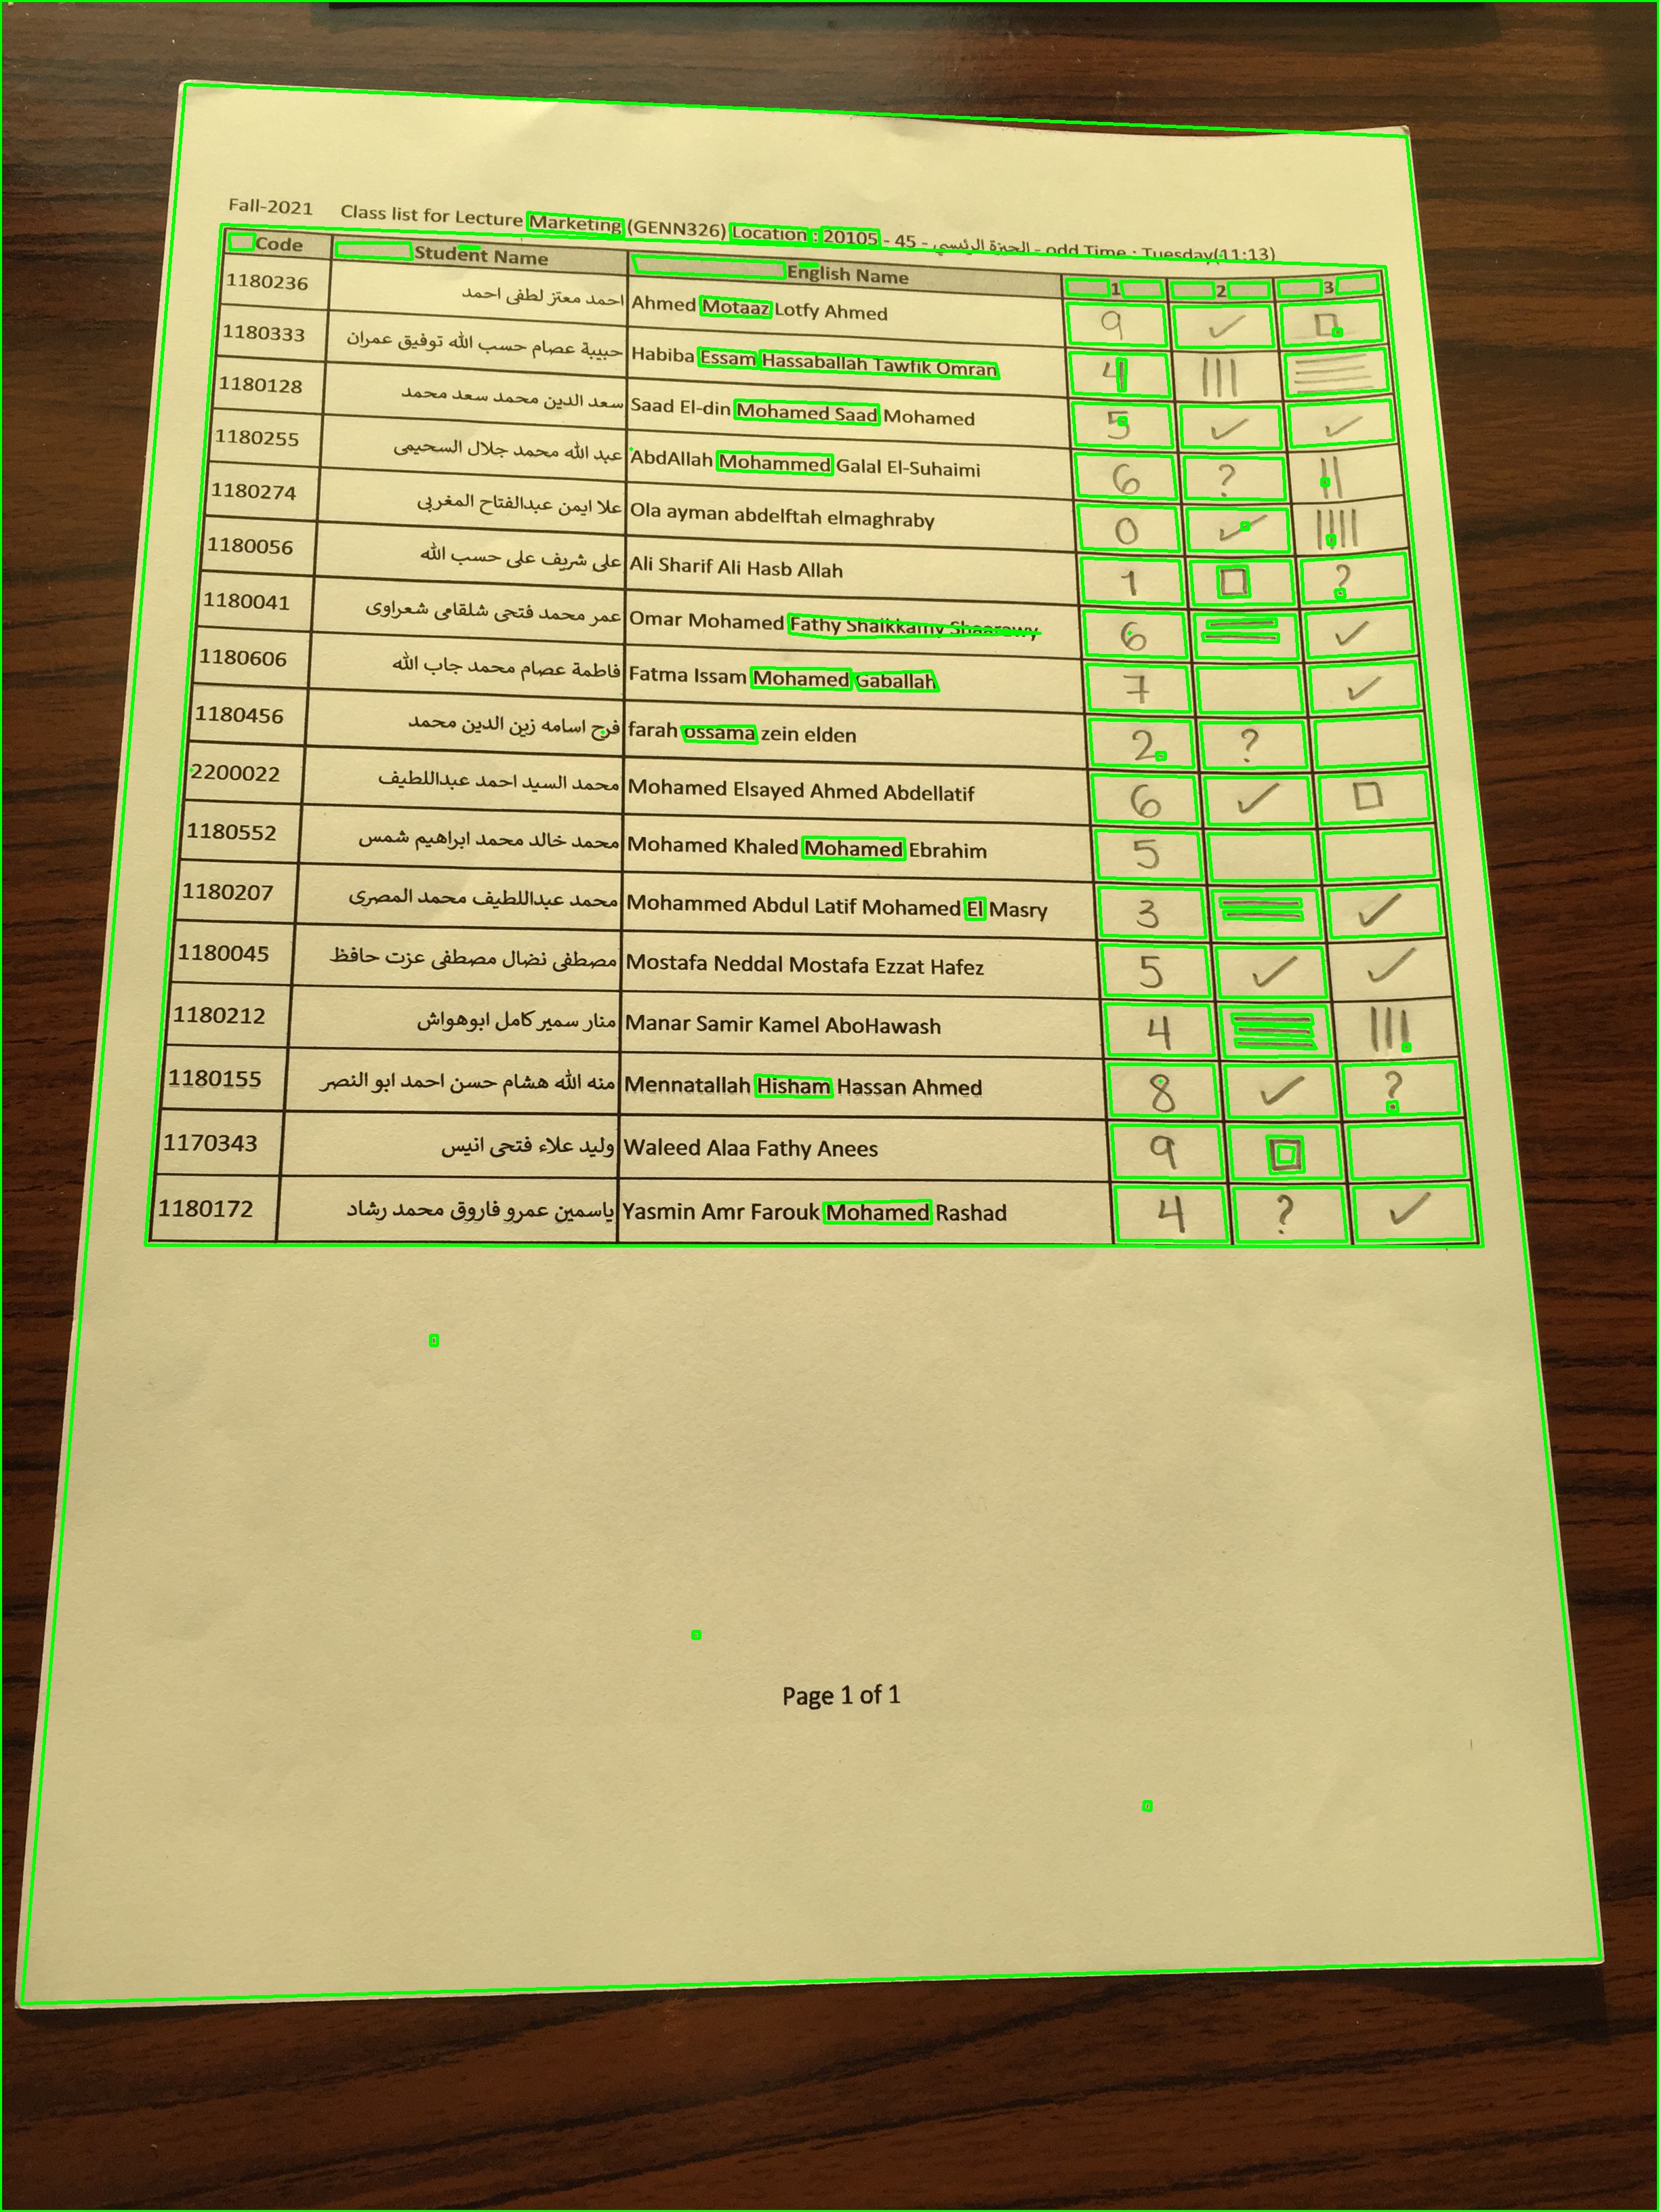 Fall-2021 Class list for Lecture Marketing (GENN326) Location : 20105 - 45 - الجيزة الرئيسي - odd Time : Tuesday(11:13)
Code Student Name English Name 1 2 3
1180236 احمد معتز لطفى احمد Ahmed Motaaz Lotfy Ahmed 9 ✓ □
1180333 حبيبة عصام حسب الله توفيق عمران Habiba Essam Hassaballah Tawfik Omran 4 ||| ☰
1180128 سعد الدين محمد سعد محمد Saad El-din Mohamed Saad Mohamed 5 ✓ ✓
1180255 عبد الله محمد جلال السحيمى AbdAllah Mohammed Galal El-Suhaimi 6 ? ||
1180274 علا ايمن عبدالفتاح المغربى Ola ayman abdelftah elmaghraby 0 ✓ ||||
1180056 على شريف على حسب الله Ali Sharif Ali Hasb Allah 1 □ ?
1180041 عمر محمد فتحى شلقامى شعراوى Omar Mohamed Fathy Shalkkamy Shaarawy 6 = ✓
1180606 فاطمة عصام محمد جاب الله Fatma Issam Mohamed Gaballah 7 ✓
1180456 فرح اسامه زين الدين محمد farah ossama zein elden 2 ?
2200022 محمد السيد احمد عبداللطيف Mohamed Elsayed Ahmed Abdellatif 6 ✓ □
1180552 محمد خالد محمد ابراهيم شمس Mohamed Khaled Mohamed Ebrahim 5
1180207 محمد عبداللطيف محمد المصرى Mohammed Abdul Latif Mohamed El Masry 3 = ✓
1180045 مصطفى نضال مصطفى عزت حافظ Mostafa Neddal Mostafa Ezzat Hafez 5 ✓ ✓
1180212 منار سمير كامل ابوهواش Manar Samir Kamel AboHawash 4 ☰ |||
1180155 منه الله هشام حسن احمد ابو النصر Mennatallah Hisham Hassan Ahmed 8 ✓ ?
1170343 وليد علاء فتحى انيس Waleed Alaa Fathy Anees 9 □
1180172 ياسمين عمرو فاروق محمد رشاد Yasmin Amr Farouk Mohamed Rashad 4 ? ✓
Page 1 of 1